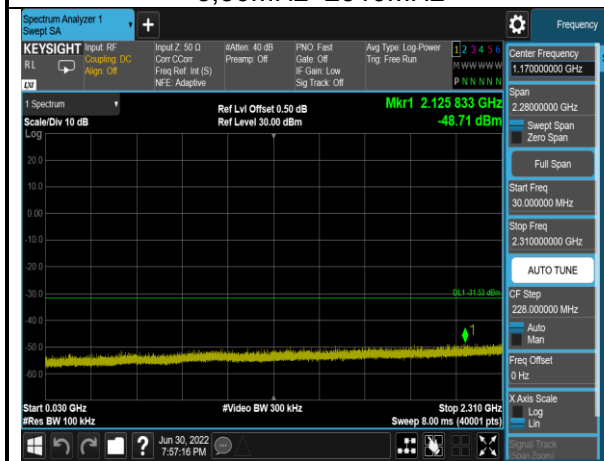 Spectrum Analyzer 1
Swept SA
Frequency
KEYSIGHT Input: RF
RL
Coupling: DC
Align: Off
Input Z: 50 Ω
Corr CCorr
Freq Ref: Int (S)
NFE: Adaptive
#Atten: 40 dB
Preamp: Off
PNO: Fast
Gate: Off
IF Gain: Low
Sig Track: Off
Avg Type: Log-Power
Trig: Free Run
1 2 3 4 5 6
M W W W W W
P N N N N N
1 Spectrum
Scale/Div 10 dB
Log
Ref Lvl Offset 0.50 dB
Ref Level 30.00 dBm
Mkr1 2.125 833 GHz
-48.71 dBm
20.0
10.0
0.00
-10.0
-20.0
-30.0
-40.0
-50.0
-60.0
DL1 -31.53 dBm
1
Start 0.030 GHz
#Res BW 100 kHz
#Video BW 300 kHz
Stop 2.310 GHz
Sweep 8.00 ms (40001 pts)
Jun 30, 2022
7:57:16 PM
Center Frequency
1.170000000 GHz
Span
2.28000000 GHz
Swept Span
Zero Span
Full Span
Start Freq
30.000000 MHz
Stop Freq
2.310000000 GHz
AUTO TUNE
CF Step
228.000000 MHz
Auto
Man
Freq Offset
0 Hz
X Axis Scale
Log
Lin
Signal Track
(Span Zoom)